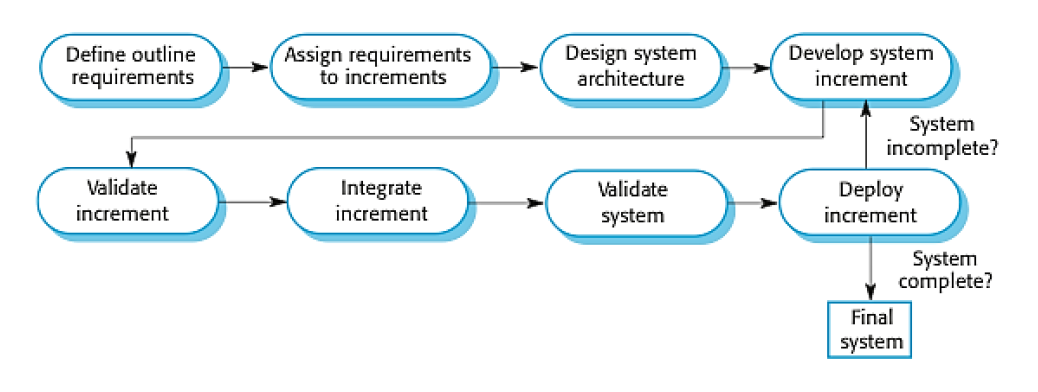 Define outline
requirements
Assign requirements
to increments
Design system
architecture
Develop system
increment
System
incomplete?
Validate
increment
Integrate
increment
Validate
system
Deploy
increment
System
complete?
Final
system